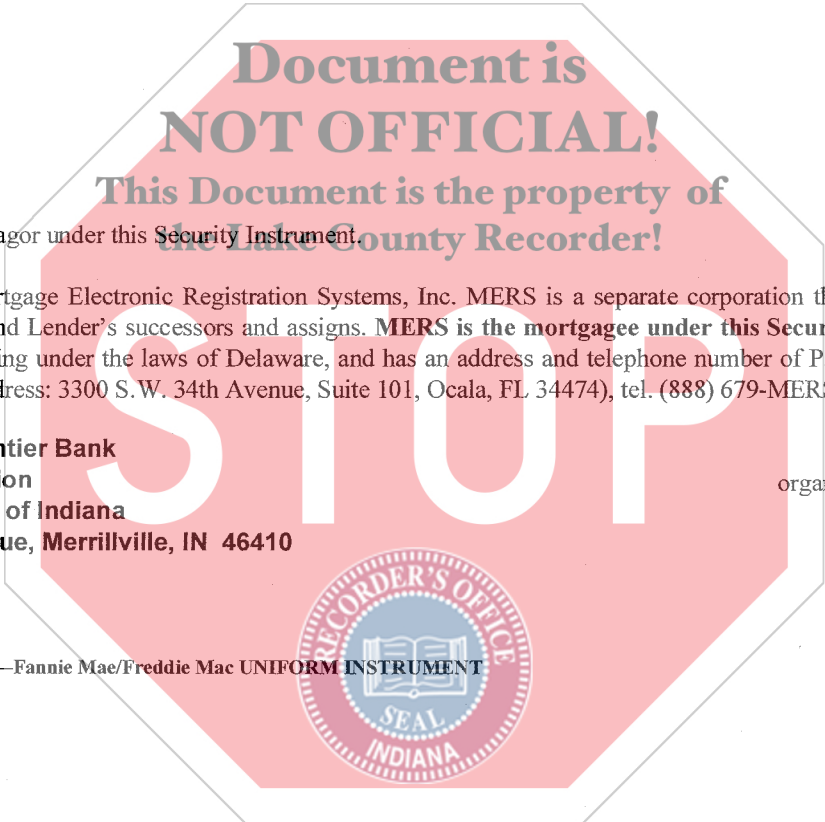 Document is
NOT OFFICIAL!
This Document is the property of
the Lake County Recorder!
agor under this Security Instrument.
rtgage Electronic Registration Systems, Inc. MERS is a separate corporation th
nd Lender's successors and assigns. MERS is the mortgagee under this Secur
ing under the laws of Delaware, and has an address and telephone number of P
dress: 3300 S.W. 34th Avenue, Suite 101, Ocala, FL 34474), tel. (888) 679-MERS
STOP
ntier Bank
ion
organ
of Indiana
ue, Merrillville, IN 46410
RECORDER'S OFFICE
—Fannie Mae/Freddie Mac UNIFORM INSTRUMENT
SEAL
INDIANA